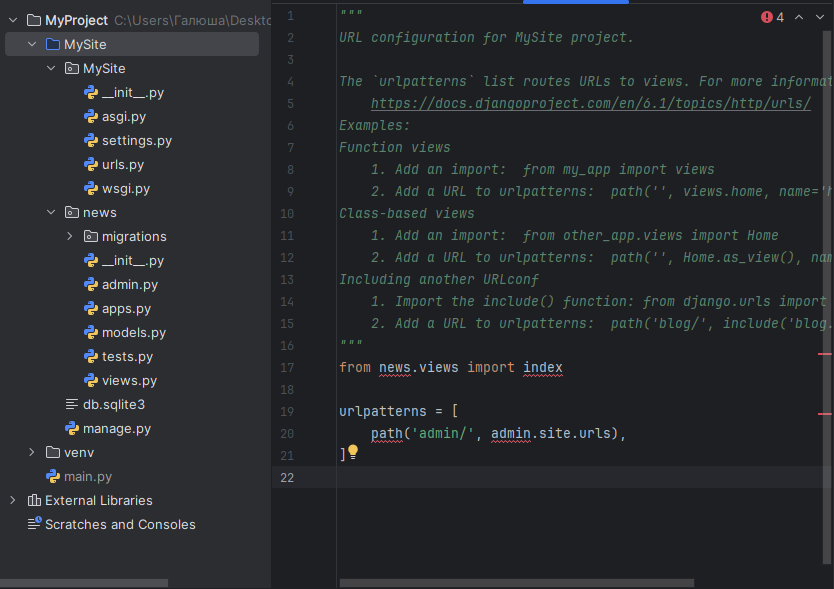 MyProject C:\Users\Галюша\Deskto
MySite
MySite
__init__.py
asgi.py
settings.py
urls.py
wsgi.py
news
migrations
__init__.py
admin.py
apps.py
models.py
tests.py
views.py
db.sqlite3
manage.py
venv
main.py
External Libraries
Scratches and Consoles
4
1 """
2 URL configuration for MySite project.
3
4 The `urlpatterns` list routes URLs to views. For more informat
5 https://docs.djangoproject.com/en/6.1/topics/http/urls/
6 Examples:
7 Function views
8 1. Add an import:  from my_app import views
9 2. Add a URL to urlpatterns:  path('', views.home, name='h
10 Class-based views
11 1. Add an import:  from other_app.views import Home
12 2. Add a URL to urlpatterns:  path('', Home.as_view(), nam
13 Including another URLconf
14 1. Import the include() function: from django.urls import
15 2. Add a URL to urlpatterns:  path('blog/', include('blog.
16 """
17 from news.views import index
18
19 urlpatterns = [
20 path('admin/', admin.site.urls),
21 ]
22